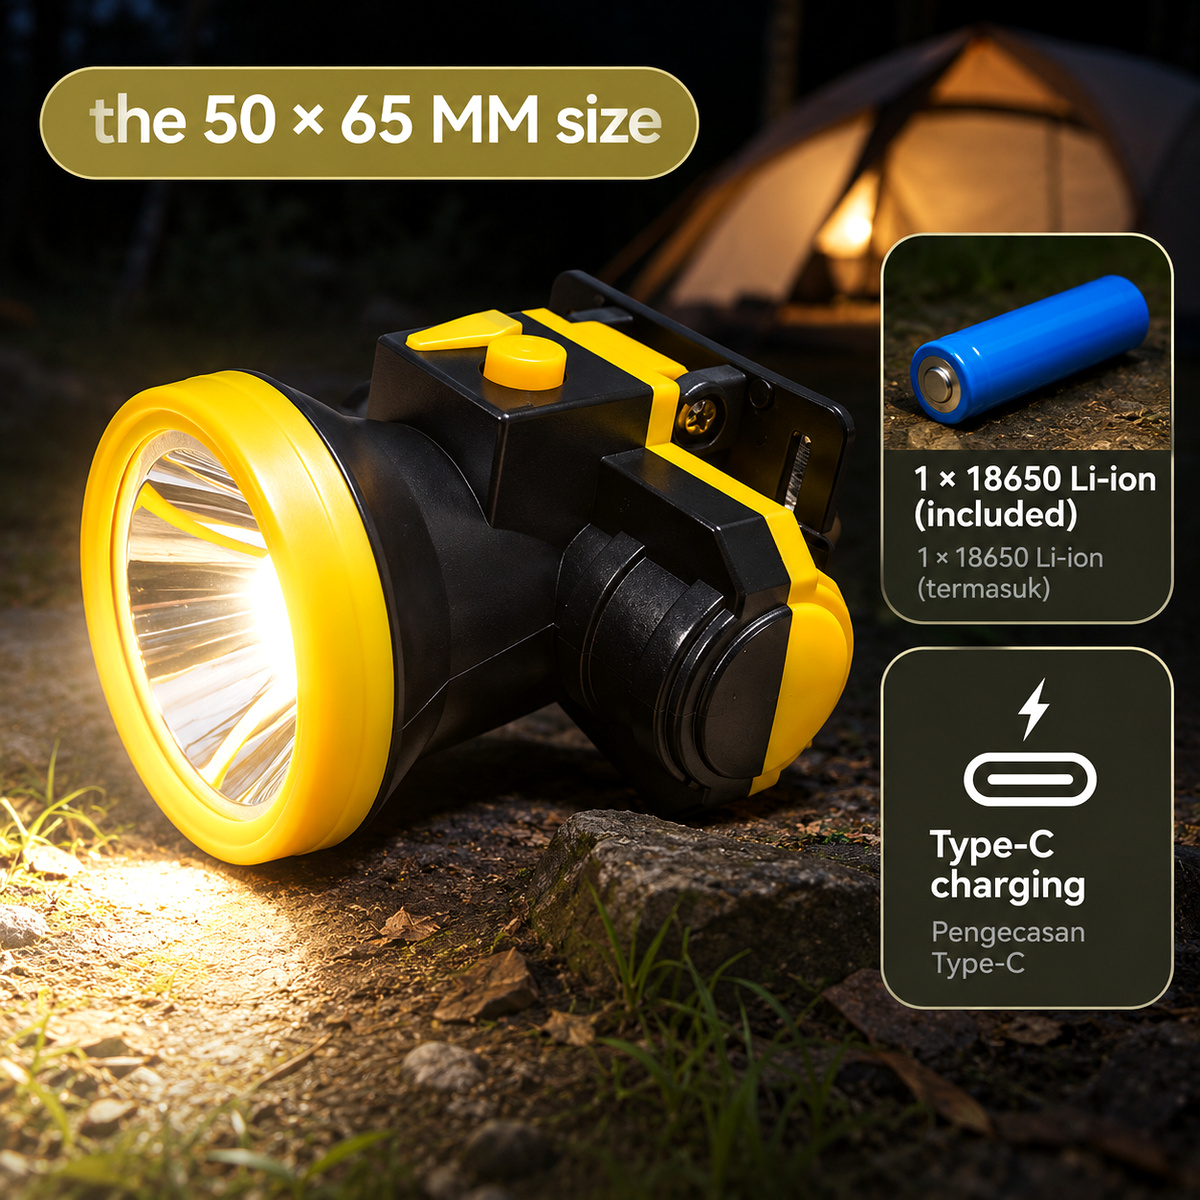 the 50 × 65 MM size
1 × 18650 Li-ion
(included)
1 × 18650 Li-ion
(termasuk)
Type-C
charging
Pengecasan
Type-C